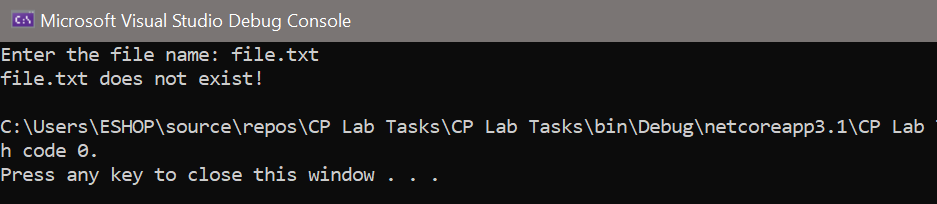 Microsoft Visual Studio Debug Console
Enter the file name: file.txt
file.txt does not exist!
C:\Users\ESHOP\source\repos\CP Lab Tasks\CP Lab Tasks\bin\Debug\netcoreapp3.1\CP Lab
h code 0.
Press any key to close this window . . .